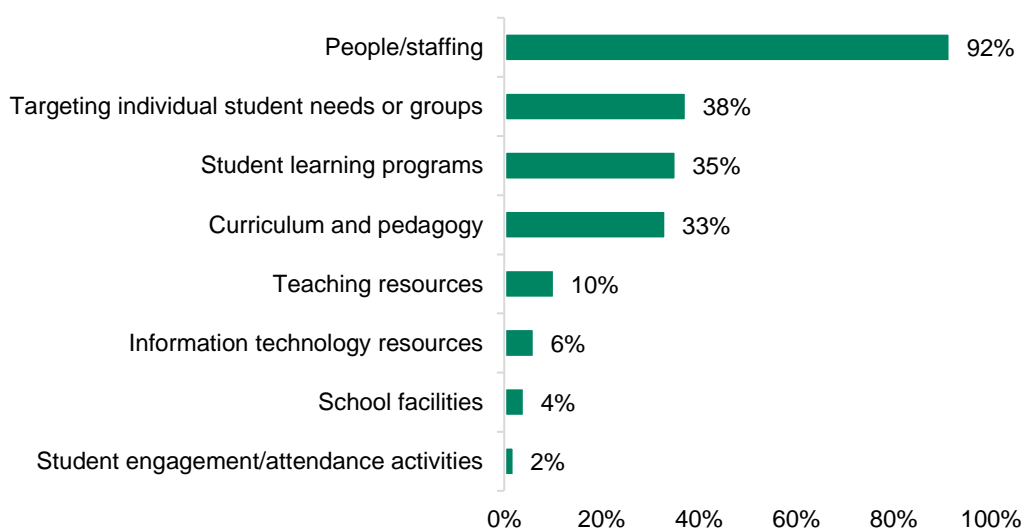 People/staffing 92%
Targeting individual student needs or groups 38%
Student learning programs 35%
Curriculum and pedagogy 33%
Teaching resources 10%
Information technology resources 6%
School facilities 4%
Student engagement/attendance activities 2%
0% 20% 40% 60% 80% 100%